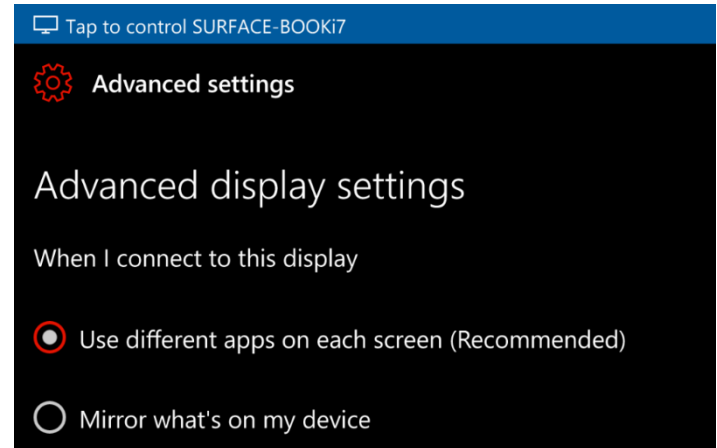 Tap to control SURFACE-BOOKi7
Advanced settings
Advanced display settings
When I connect to this display
Use different apps on each screen (Recommended)
Mirror what's on my device